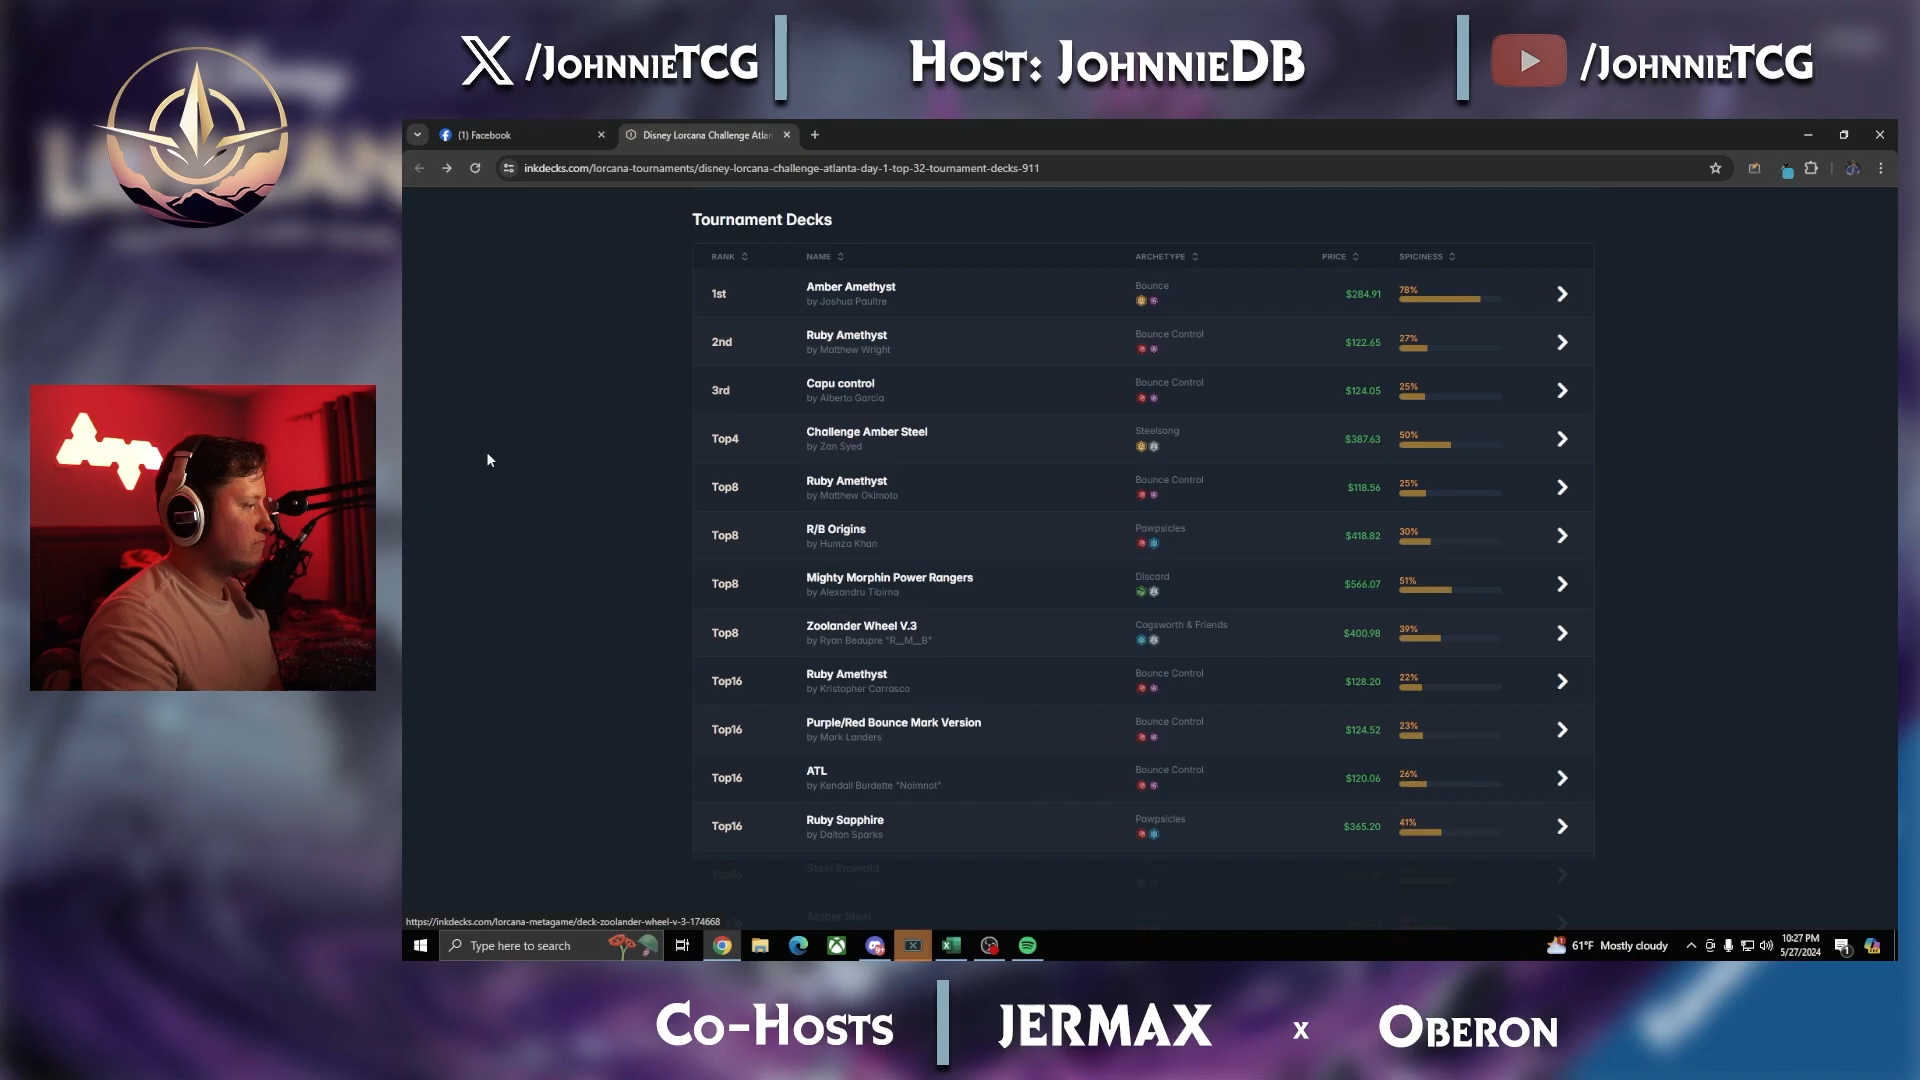 /JohnnieTCG
Host: JohnnieDB
/JohnnieTCG
(1) Facebook
Disney Lorcana Challenge Atlan
inkdecks.com/lorcana-tournaments/disney-lorcana-challenge-atlanta-day-1-top-32-tournament-decks-911
Tournament Decks
RANK NAME ARCHETYPE PRICE SPICINESS
1st Amber Amethyst Bounce $284.91 78%
by Joshua Paultre
2nd Ruby Amethyst Bounce Control $122.65 27%
by Matthew Wright
3rd Capu control Bounce Control $124.05 25%
by Alberto Garcia
Top4 Challenge Amber Steel Steelsong $387.63 50%
by Zan Syed
Top8 Ruby Amethyst Bounce Control $118.56 25%
by Matthew Okimoto
Top8 R/B Origins Pawpsicles $418.82 30%
by Humza Khan
Top8 Mighty Morphin Power Rangers Discard $566.07 51%
by Alexandru Tibirna
Top8 Zoolander Wheel V.3 Cogsworth & Friends $400.98 39%
by Ryan Beaupre "R__M__B"
Top16 Ruby Amethyst Bounce Control $128.20 22%
by Kristopher Carrasco
Top16 Purple/Red Bounce Mark Version Bounce Control $124.52 23%
by Mark Landers
Top16 ATL Bounce Control $120.06 26%
by Kendall Burdette "Noimnot"
Top16 Ruby Sapphire Pawpsicles $365.20 41%
by Dalton Sparks
Top16 Steel Emerald
Amber Steel
https://inkdecks.com/lorcana-metagame/deck-zoolander-wheel-v-3-174668
Type here to search
61°F Mostly cloudy
10:27 PM
5/27/2024
Co-Hosts
JERMAX
x
Oberon